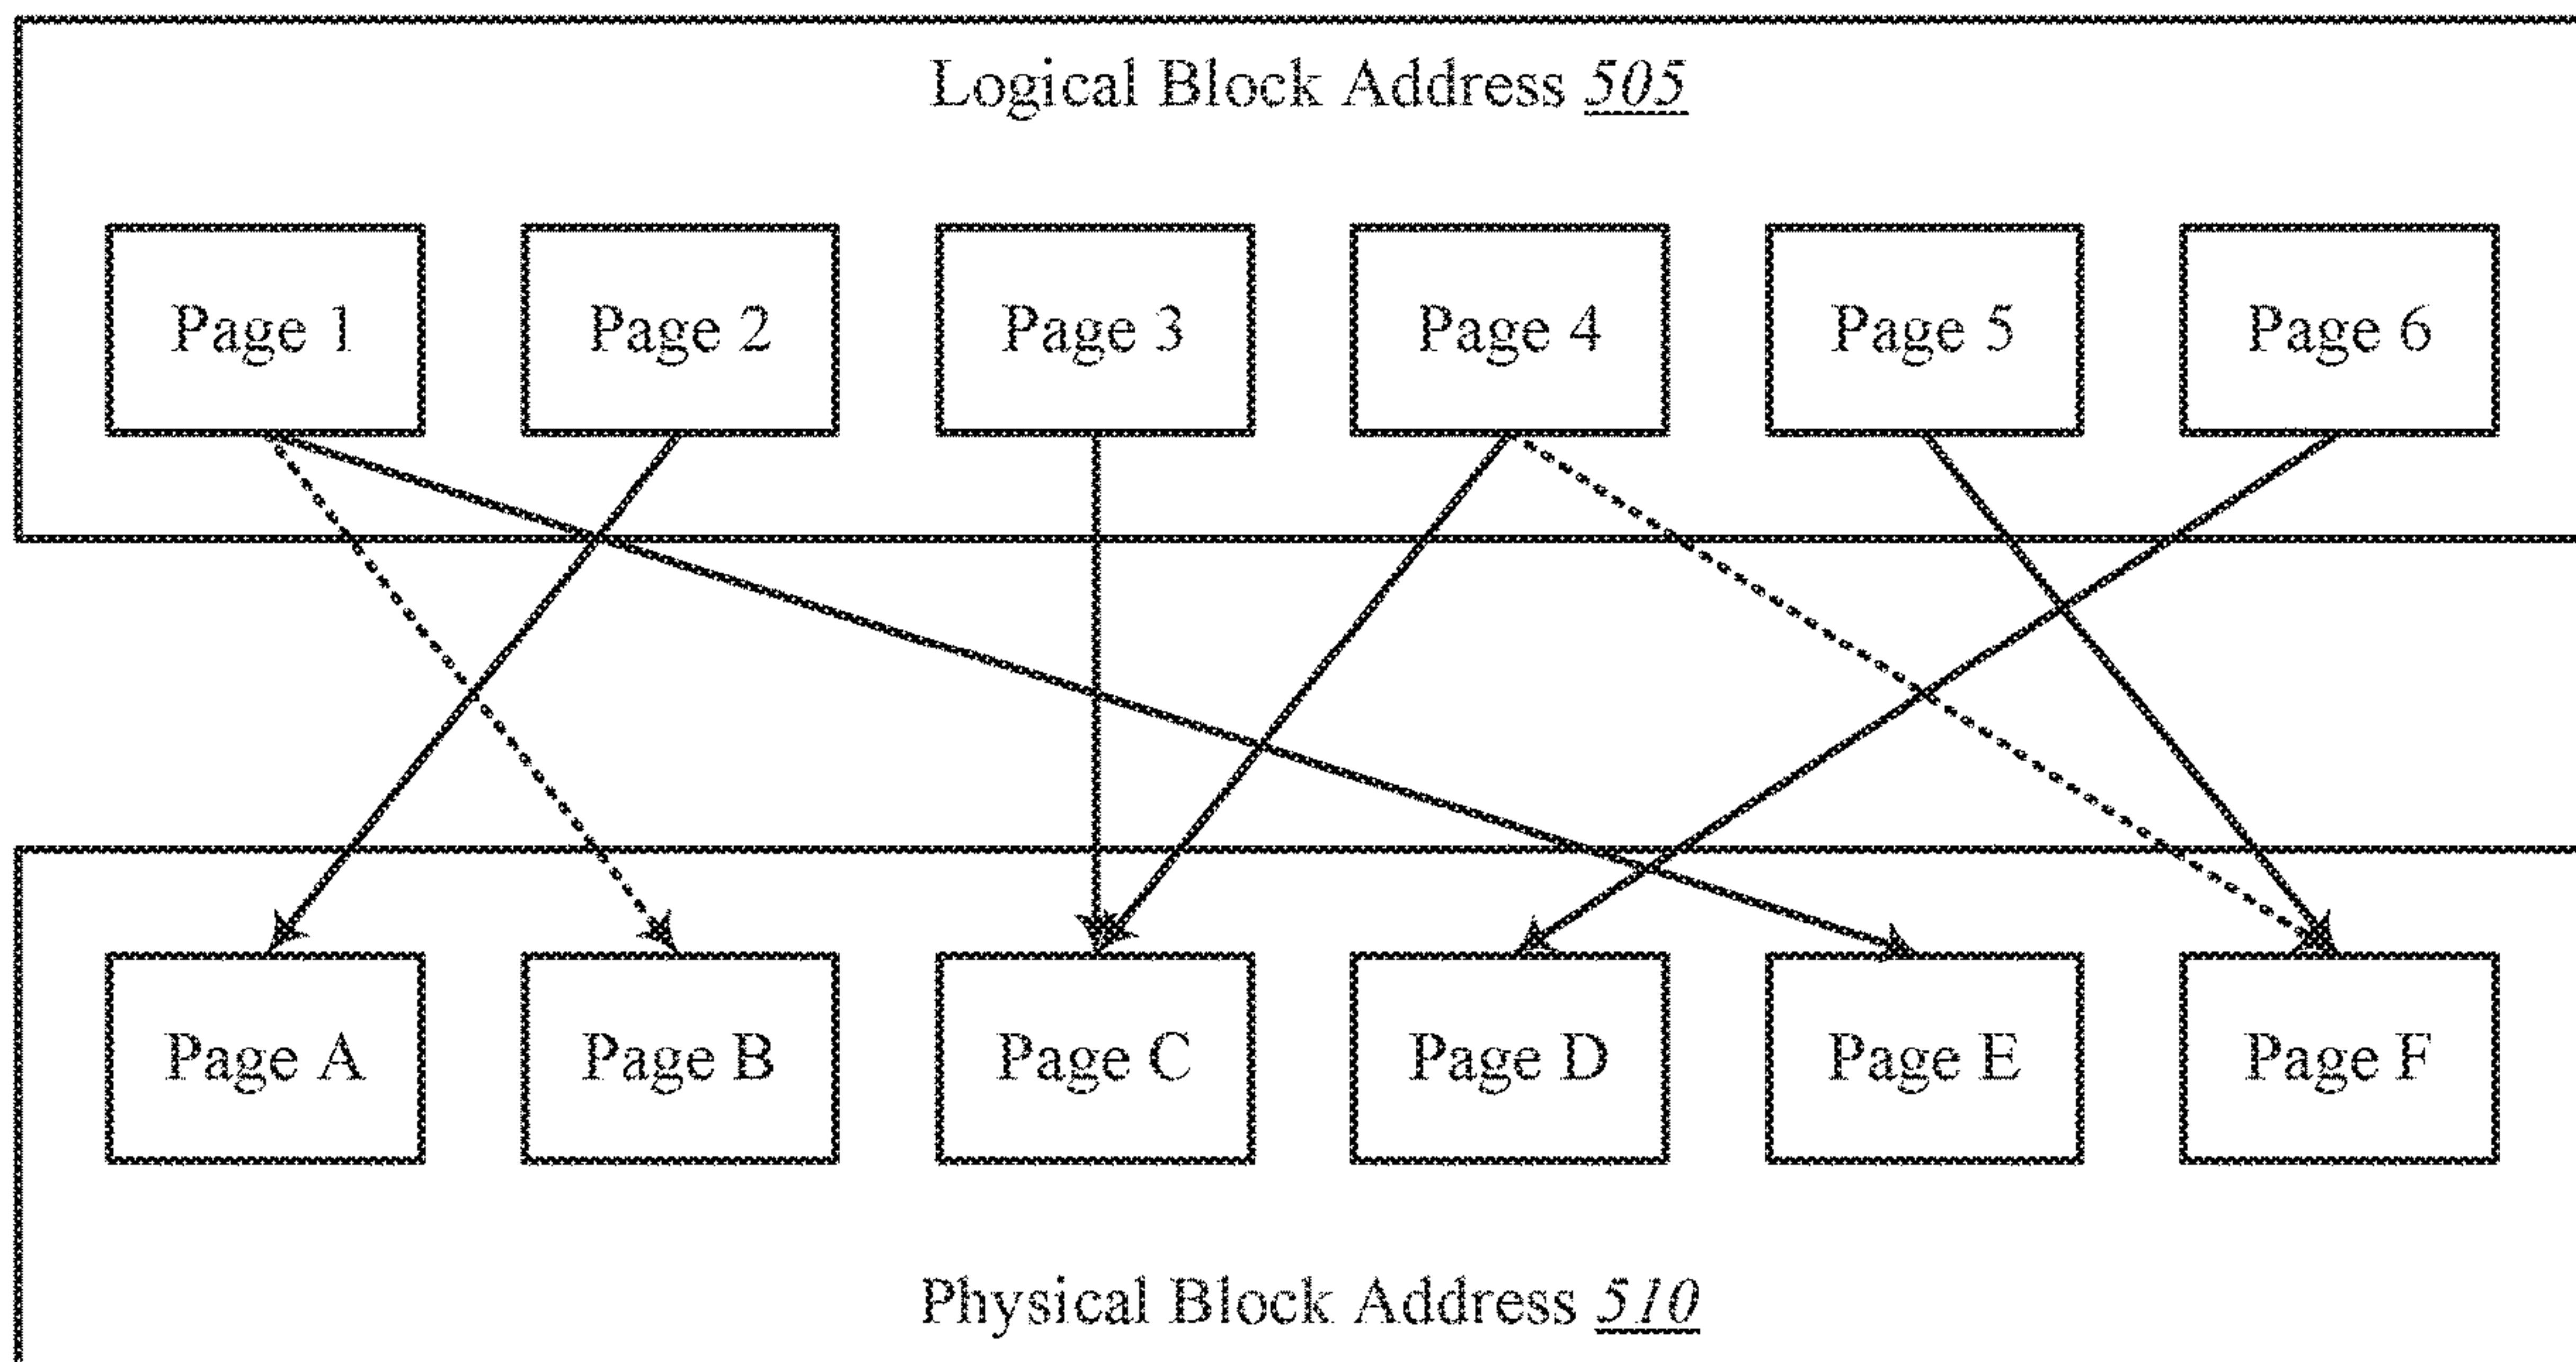 Logical Block Address 505
Page 1 Page 2 Page 3 Page 4 Page 5 Page 6
Page A Page B Page C Page D Page E Page F
Physical Block Address 510